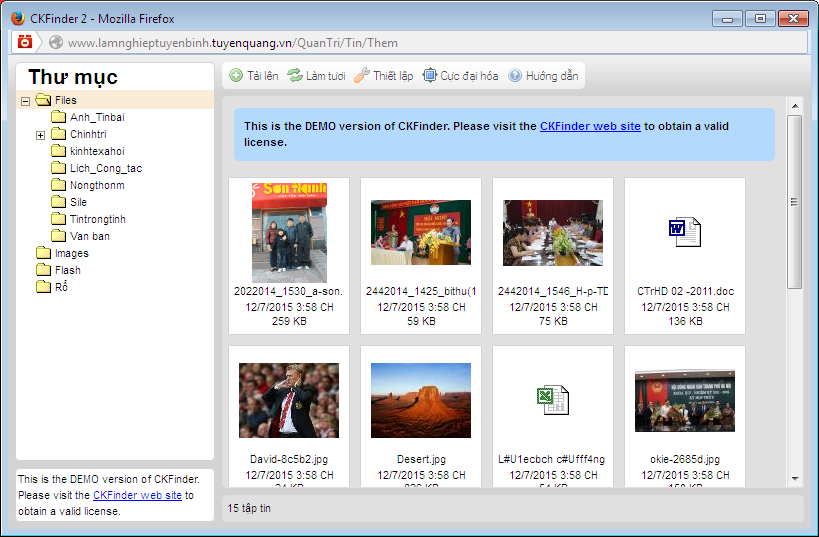 CKFinder 2 - Mozilla Firefox
www.lamnghieptuyenbinh.tuyenquang.vn/QuanTri/Tin/Them
Thư mục
Files
Anh_Tinbai
Chinhtri
kinhtexahoi
Lich_Cong_tac
Nongthonm
Sile
Tintrongtinh
Van ban
Images
Flash
Rổ
This is the DEMO version of CKFinder.
Please visit the CKFinder web site to
obtain a valid license.
Tải lên Làm tươi Thiết lập Cực đại hóa Hướng dẫn
This is the DEMO version of CKFinder. Please visit the CKFinder web site to obtain a valid
license.
2022014_1530_a-son.
12/7/2015 3:58 CH
259 KB
2442014_1425_bithu(1
12/7/2015 3:58 CH
59 KB
2442014_1546_H-p-TD
12/7/2015 3:58 CH
75 KB
CTrHD 02 -2011.doc
12/7/2015 3:58 CH
136 KB
David-8c5b2.jpg
12/7/2015 3:58 CH
Desert.jpg
12/7/2015 3:58 CH
L#U1ecbch c#Ufff4ng
12/7/2015 3:58 CH
okie-2685d.jpg
12/7/2015 3:58 CH
15 tập tin